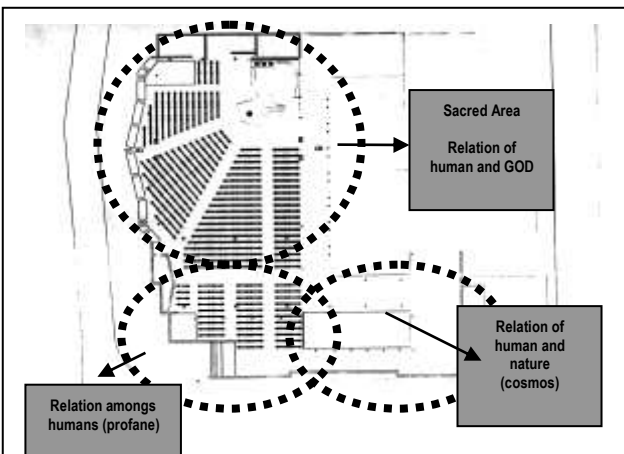 Sacred Area
Relation of
human and GOD
Relation of
human and
nature
(cosmos)
Relation amongs
humans (profane)